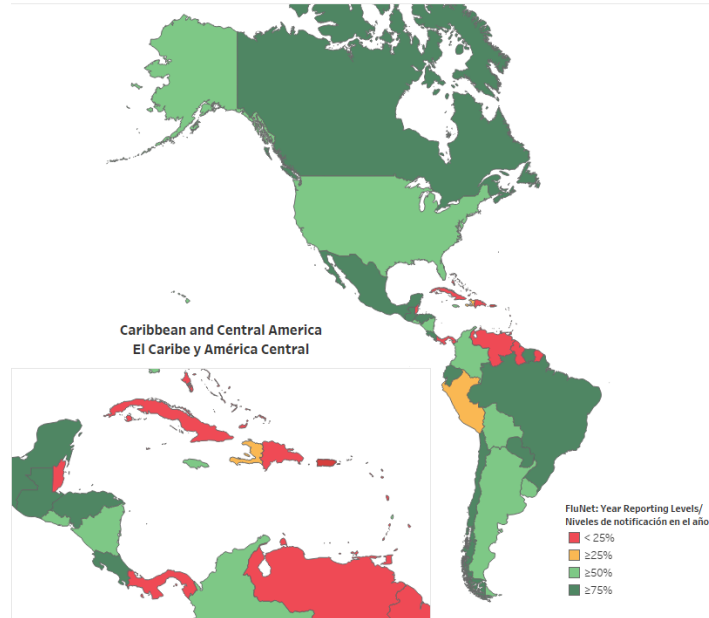 Caribbean and Central America
El Caribe y América Central
FluNet: Year Reporting Levels/
Niveles de notificación en el año
< 25%
≥25%
≥50%
≥75%